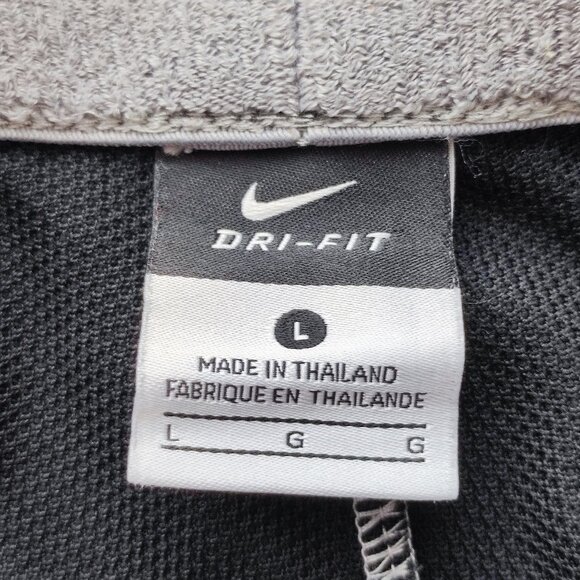 DRI-FIT
L
MADE IN THAILAND
FABRIQUE EN THAILANDE
L G G